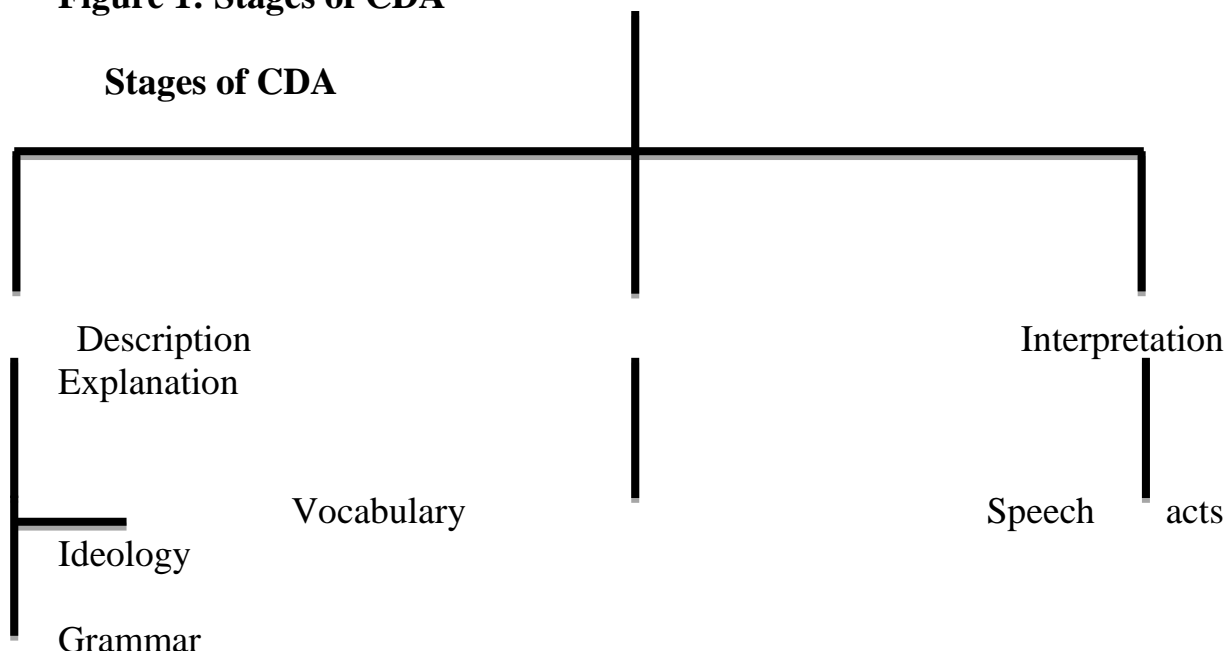 Figure 1: Stages of CDA
Stages of CDA
Description Interpretation
Explanation
Vocabulary Speech acts
Ideology
Grammar